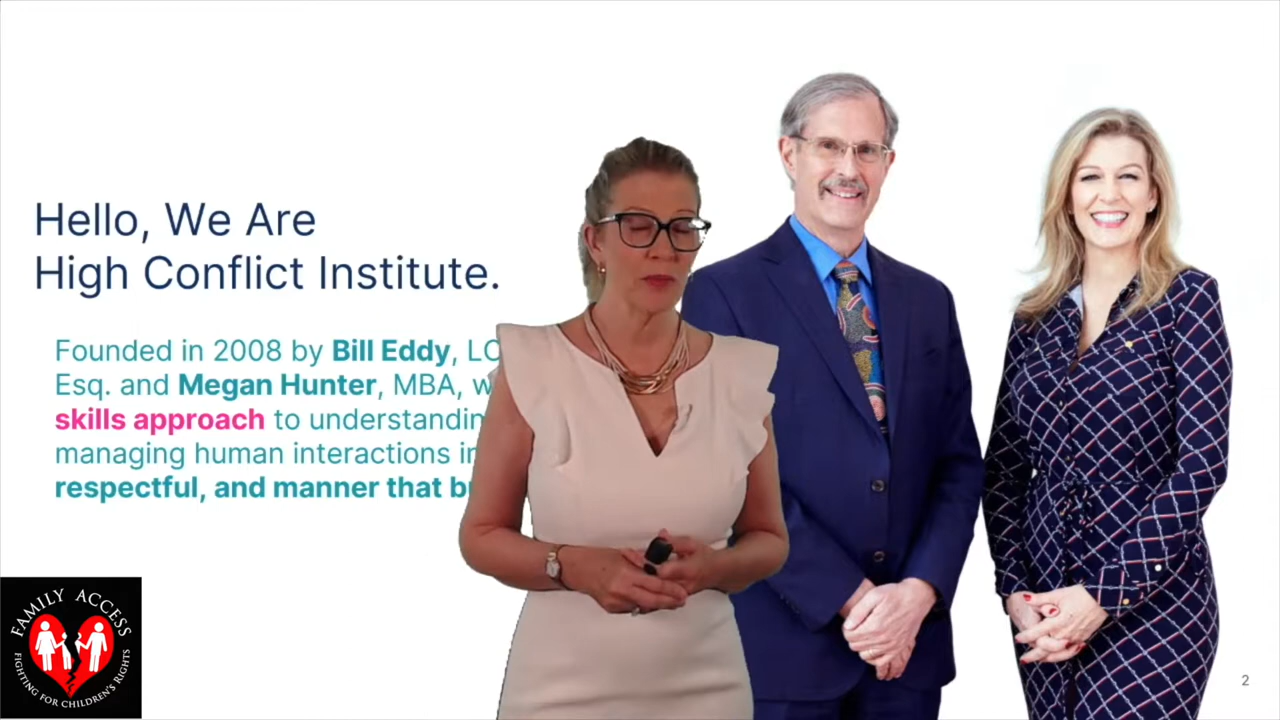 Hello, We Are
High Conflict Institute.
Founded in 2008 by Bill Eddy, LC
Esq. and Megan Hunter, MBA, w
skills approach to understandin
managing human interactions in
respectful, and manner that bu
FAMILY ACCESS
FIGHTING FOR CHILDREN'S RIGHTS
2